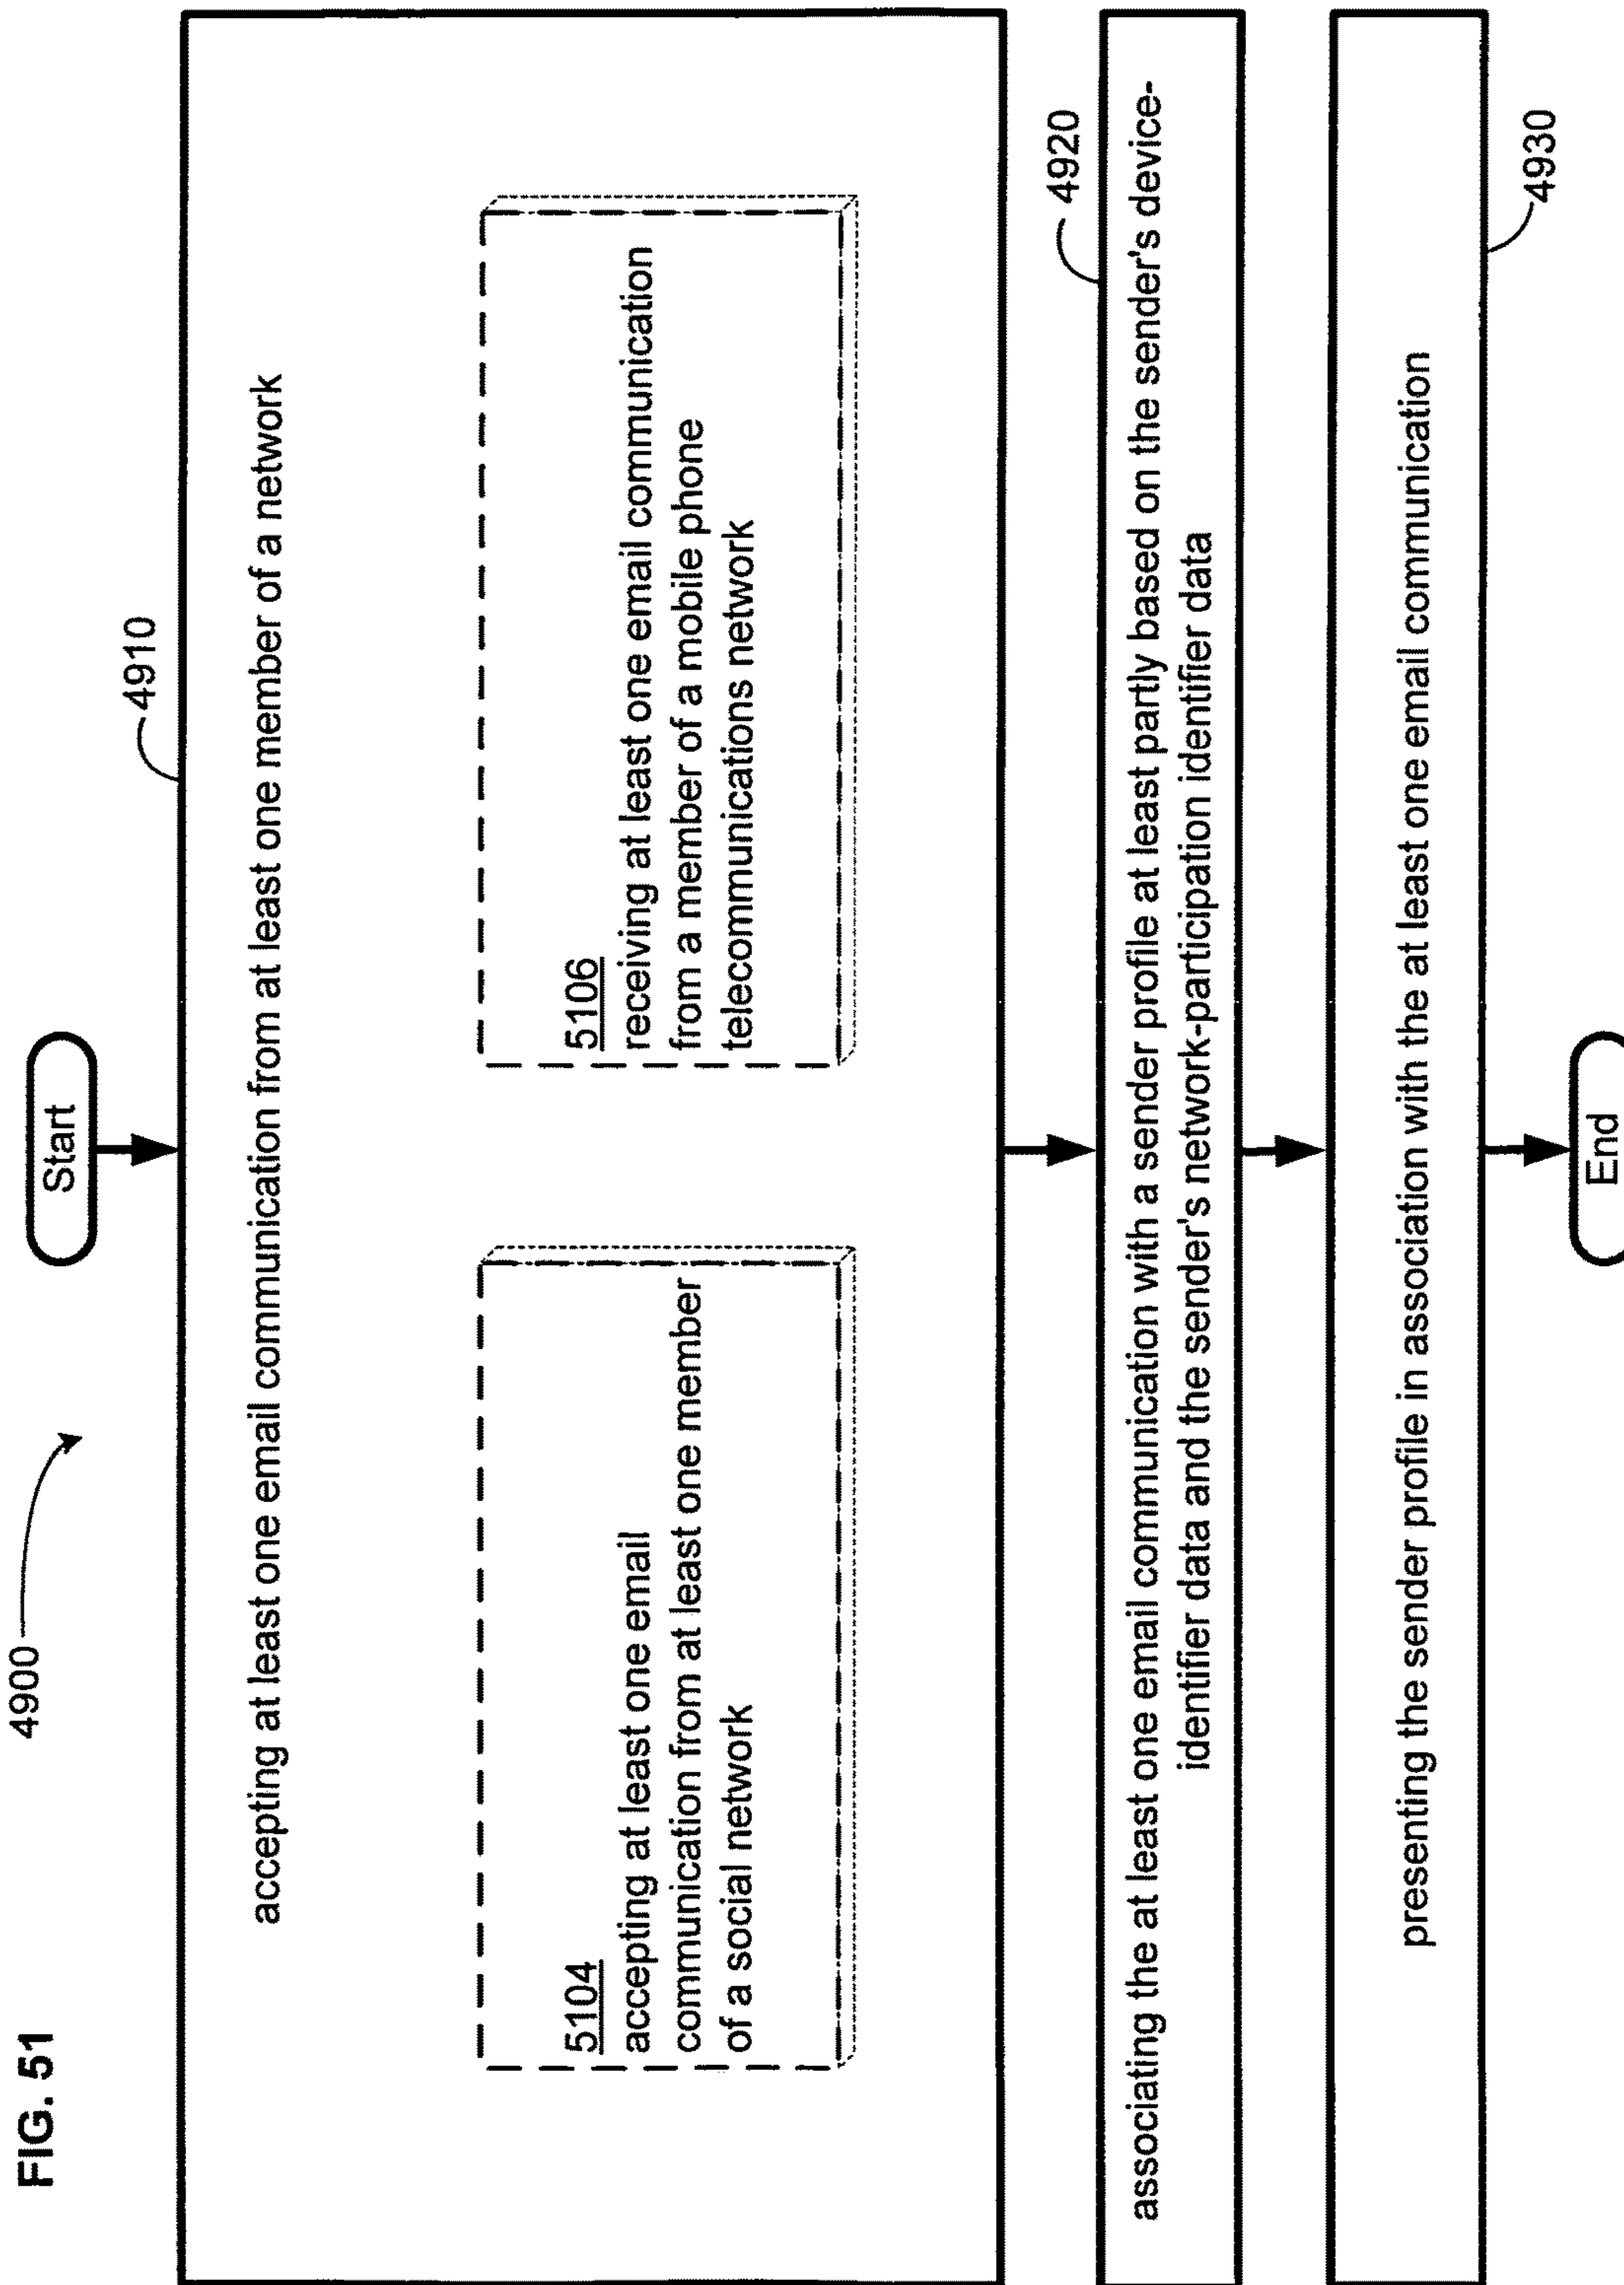 FIG. 51
4900
Start
4910
accepting at least one email communication from at least one member of a network
5104
accepting at least one email
communication from at least one member
of a social network
5106
receiving at least one email communication
from a member of a mobile phone
telecommunications network
4920
associating the at least one email communication with a sender profile at least partly based on the sender's device-
identifier data and the sender's network-participation identifier data
presenting the sender profile in association with the at least one email communication
4930
End